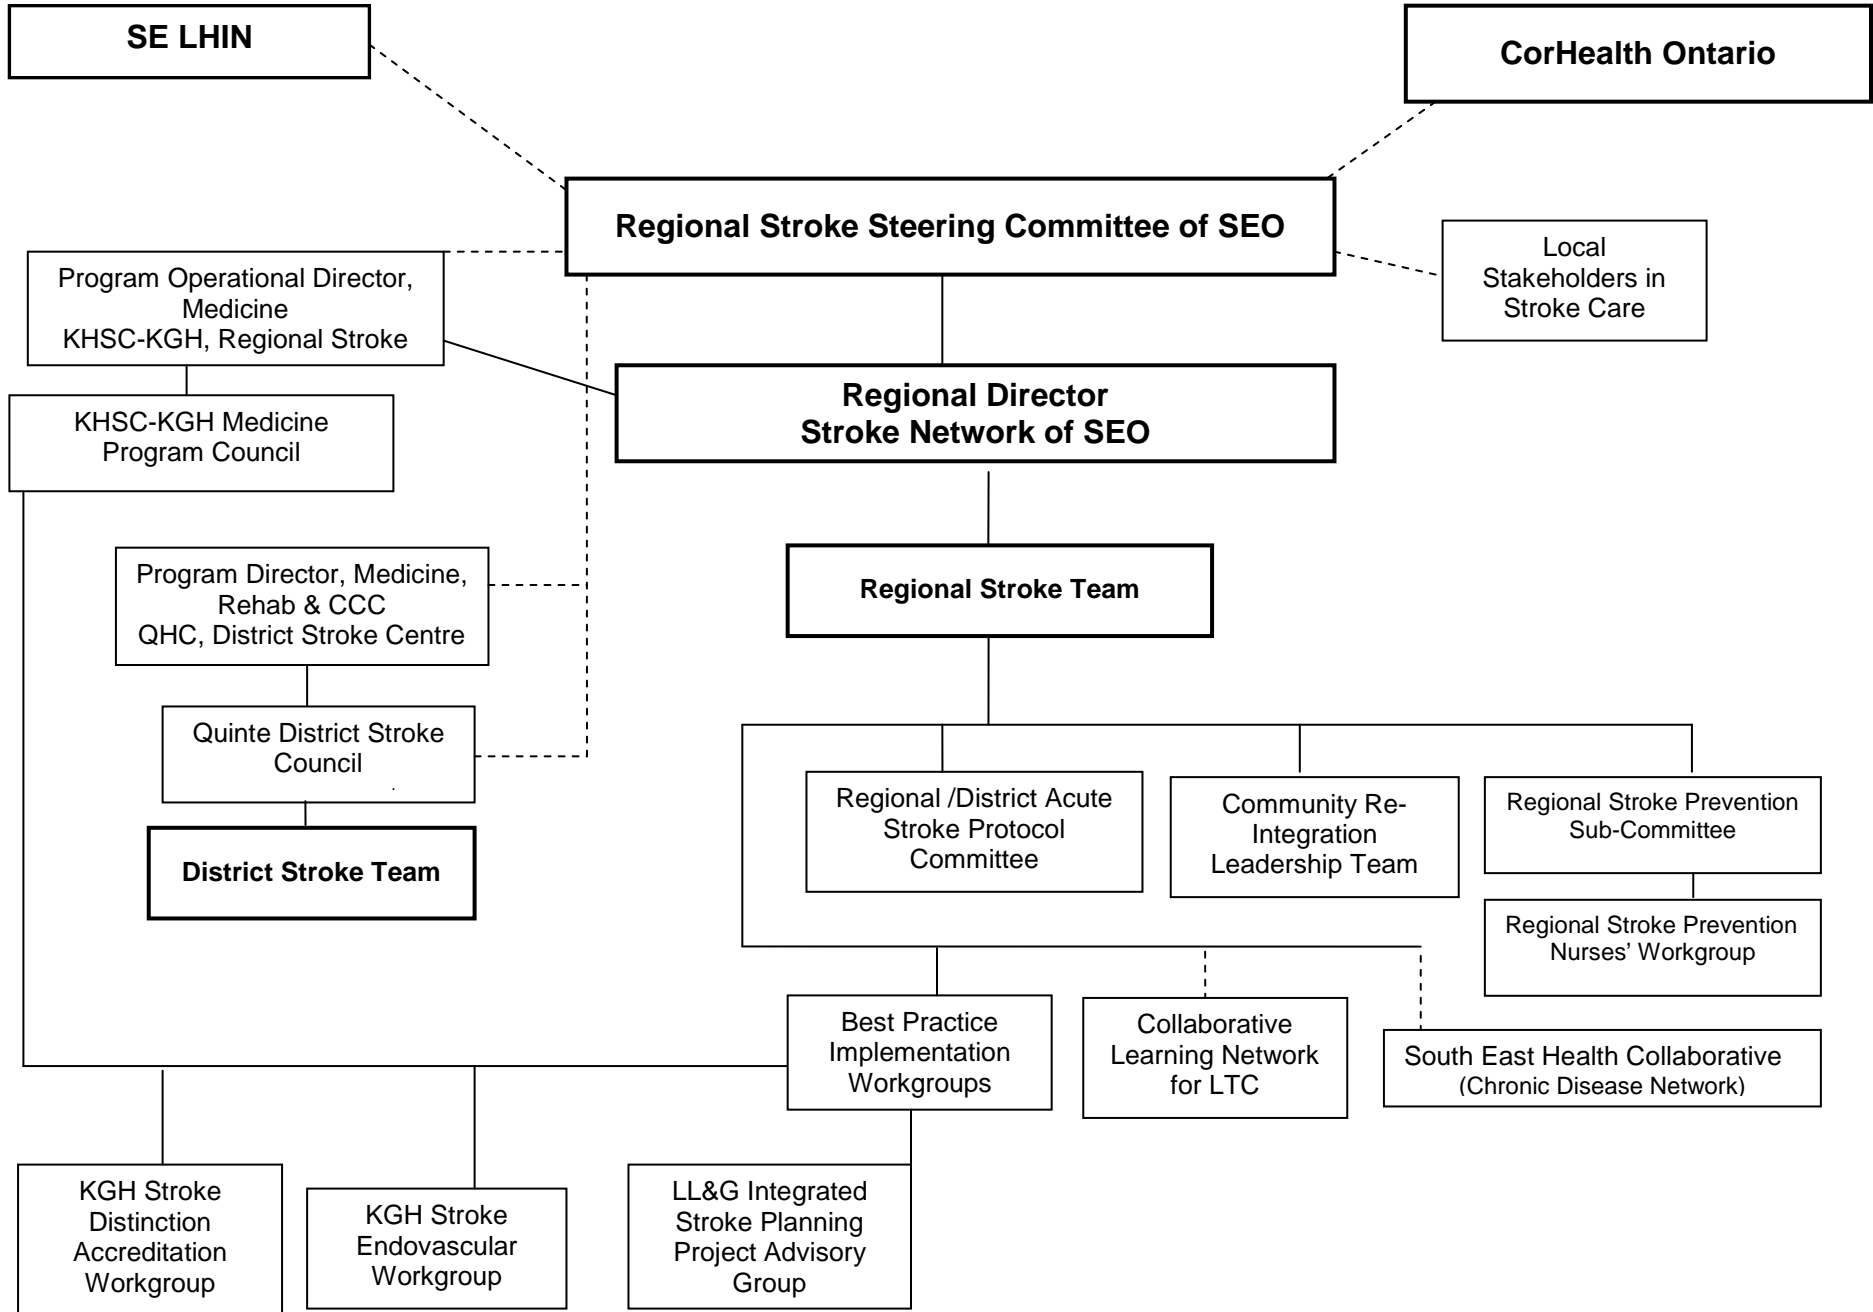 SE LHIN
CorHealth Ontario
Regional Stroke Steering Committee of SEO
Local
Stakeholders in
Stroke Care
Program Operational Director,
Medicine
KHSC-KGH, Regional Stroke
KHSC-KGH Medicine
Program Council
Regional Director
Stroke Network of SEO
Program Director, Medicine,
Rehab & CCC
QHC, District Stroke Centre
Regional Stroke Team
Quinte District Stroke
Council
.
District Stroke Team
Regional /District Acute
Stroke Protocol
Committee
Community Re-
Integration
Leadership Team
Regional Stroke Prevention
Sub-Committee
Regional Stroke Prevention
Nurses’ Workgroup
Best Practice
Implementation
Workgroups
Collaborative
Learning Network
for LTC
South East Health Collaborative
(Chronic Disease Network)
KGH Stroke
Distinction
Accreditation
Workgroup
KGH Stroke
Endovascular
Workgroup
LL&G Integrated
Stroke Planning
Project Advisory
Group